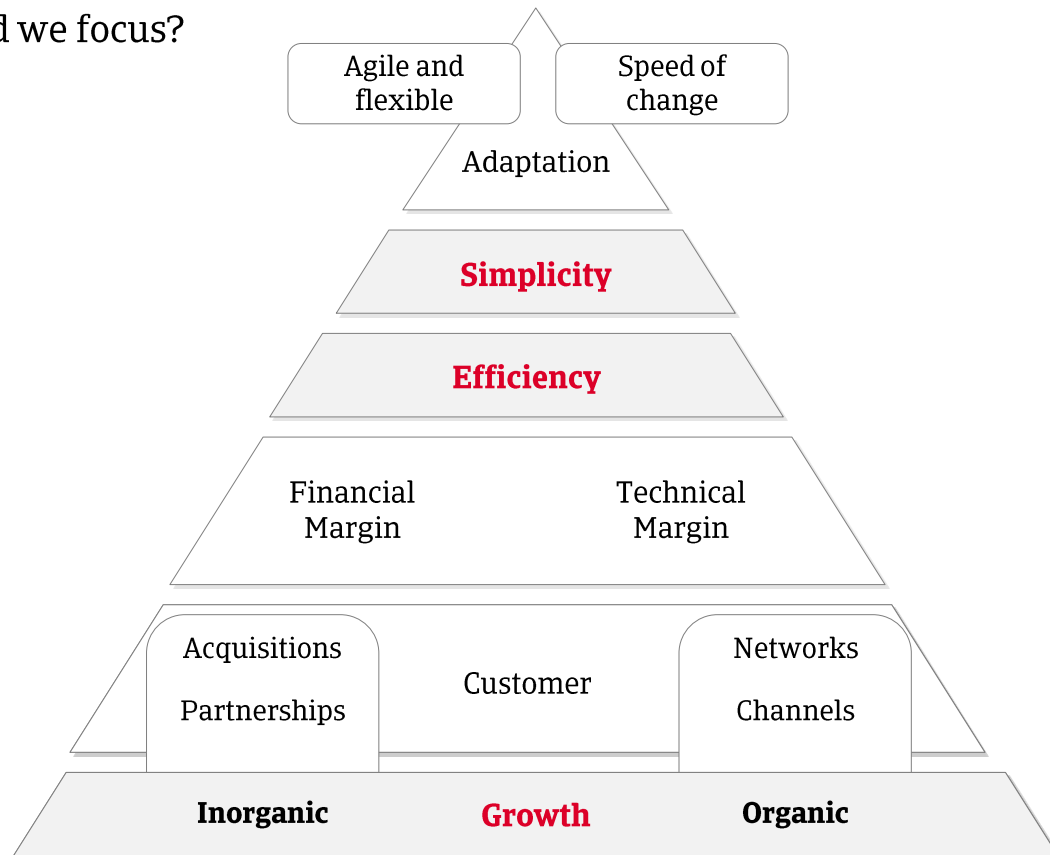 we focus?
Agile and
flexible
Speed of
change
Adaptation
Simplicity
Efficiency
Financial
Margin
Technical
Margin
Acquisitions
Partnerships
Customer
Networks
Channels
Inorganic
Growth
Organic